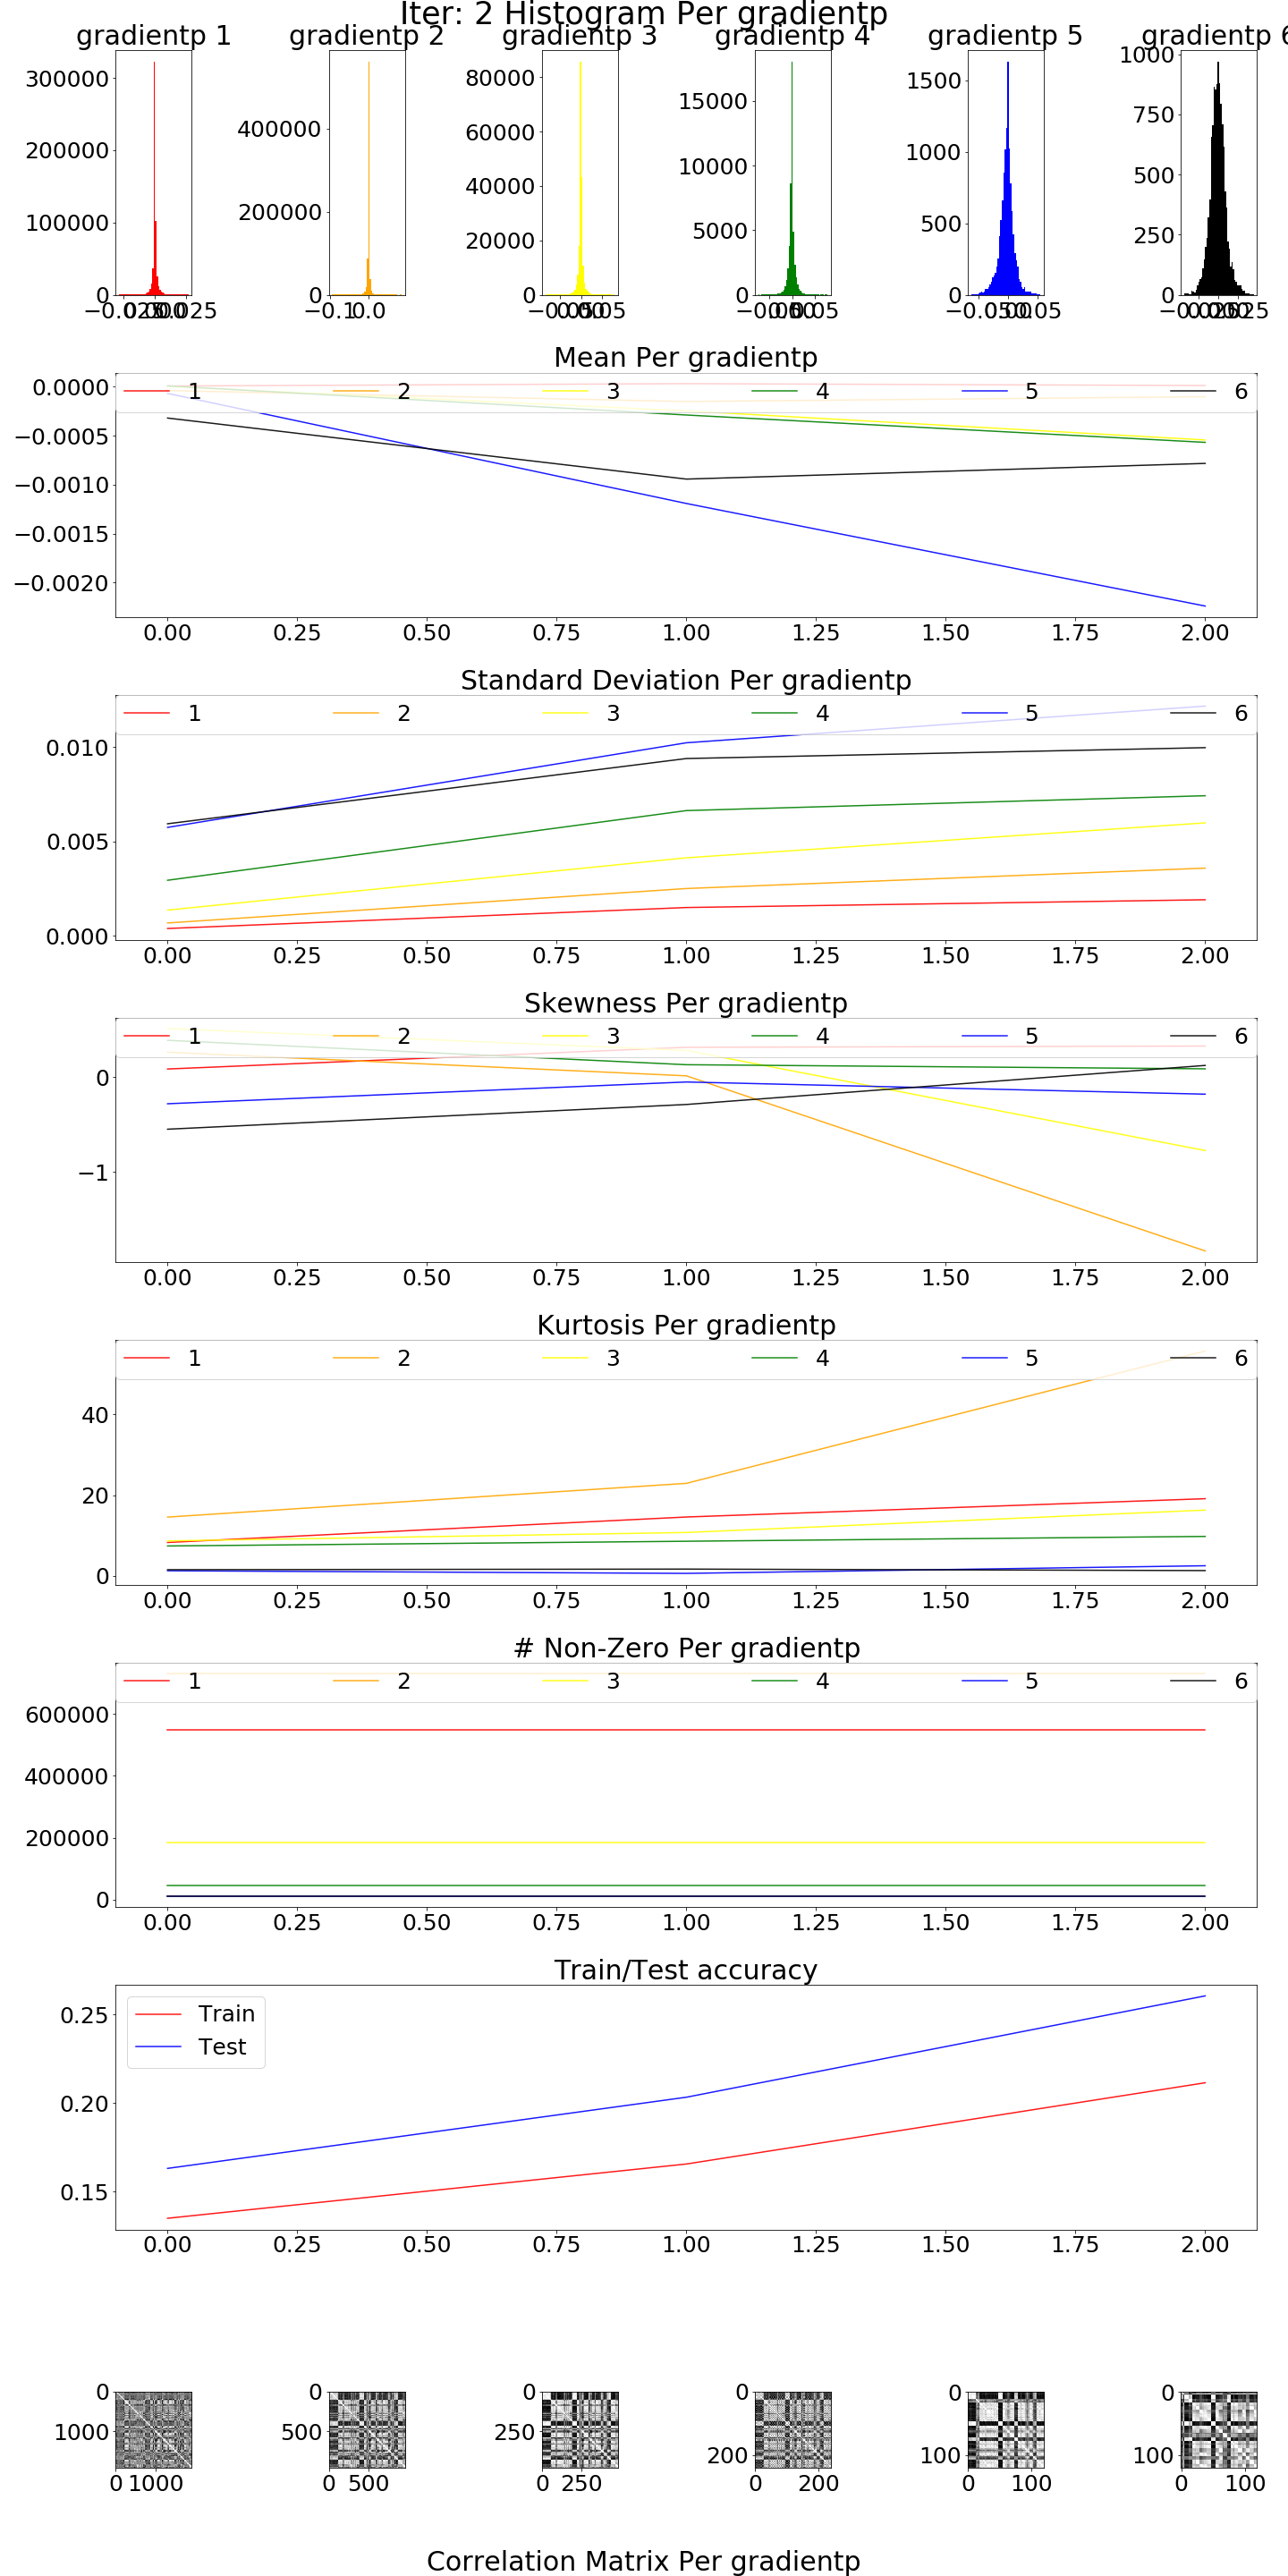 Iter: 2 Histogram Per gradientp
gradientp 1 gradientp 2 gradientp 3 gradientp 4 gradientp 5 gradientp 6
300000
200000
100000
0
400000
200000
0
−0.1 0.0
80000
60000
40000
20000
0
15000
10000
5000
0
1500
1000
500
0
1000
750
500
250
0
Mean Per gradientp
1 2 3 4 5 6
0.0000
−0.0005
−0.0010
−0.0015
−0.0020
0.00 0.25 0.50 0.75 1.00 1.25 1.50 1.75 2.00
Standard Deviation Per gradientp
1 2 3 4 5 6
0.010
0.005
0.000
0.00 0.25 0.50 0.75 1.00 1.25 1.50 1.75 2.00
Skewness Per gradientp
1 2 3 4 5 6
0
−1
0.00 0.25 0.50 0.75 1.00 1.25 1.50 1.75 2.00
Kurtosis Per gradientp
1 2 3 4 5 6
40
20
0
0.00 0.25 0.50 0.75 1.00 1.25 1.50 1.75 2.00
# Non-Zero Per gradientp
1 2 3 4 5 6
600000
400000
200000
0
0.00 0.25 0.50 0.75 1.00 1.25 1.50 1.75 2.00
Train/Test accuracy
Train
Test
0.25
0.20
0.15
0.00 0.25 0.50 0.75 1.00 1.25 1.50 1.75 2.00
0
1000
0 1000
0
500
0 500
0
250
0 250
0
200
0 200
0
100
0 100
0
100
0 100
Correlation Matrix Per gradientp